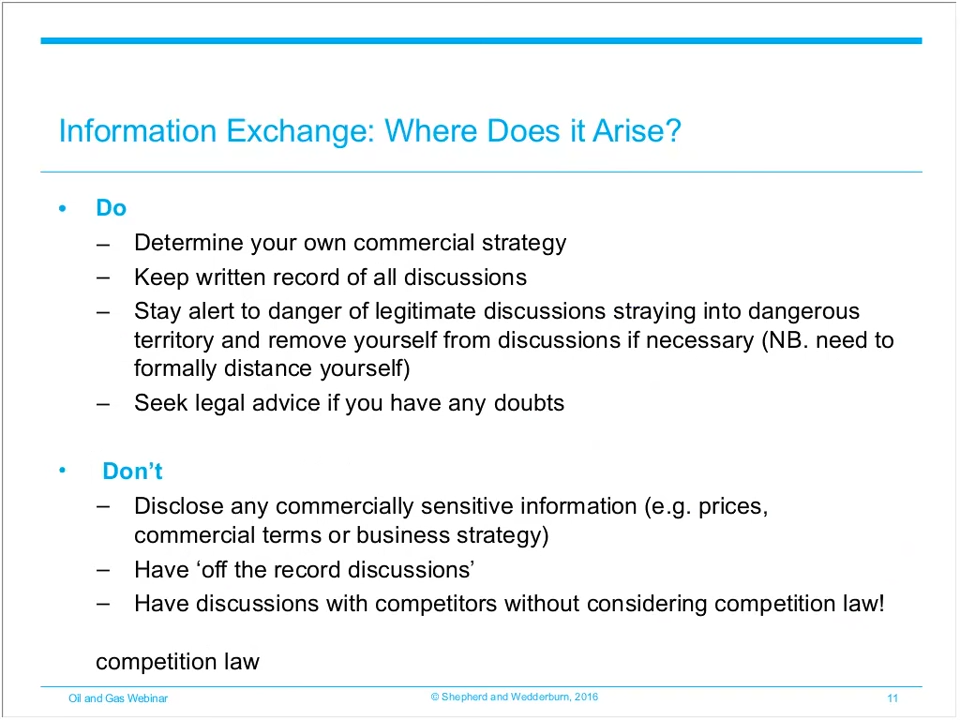 Information Exchange: Where Does it Arise?
• Do
– Determine your own commercial strategy
– Keep written record of all discussions
– Stay alert to danger of legitimate discussions straying into dangerous
territory and remove yourself from discussions if necessary (NB. need to
formally distance yourself)
– Seek legal advice if you have any doubts
• Don’t
– Disclose any commercially sensitive information (e.g. prices,
commercial terms or business strategy)
– Have ‘off the record discussions’
– Have discussions with competitors without considering competition law!
competition law
Oil and Gas Webinar
© Shepherd and Wedderburn, 2016
11